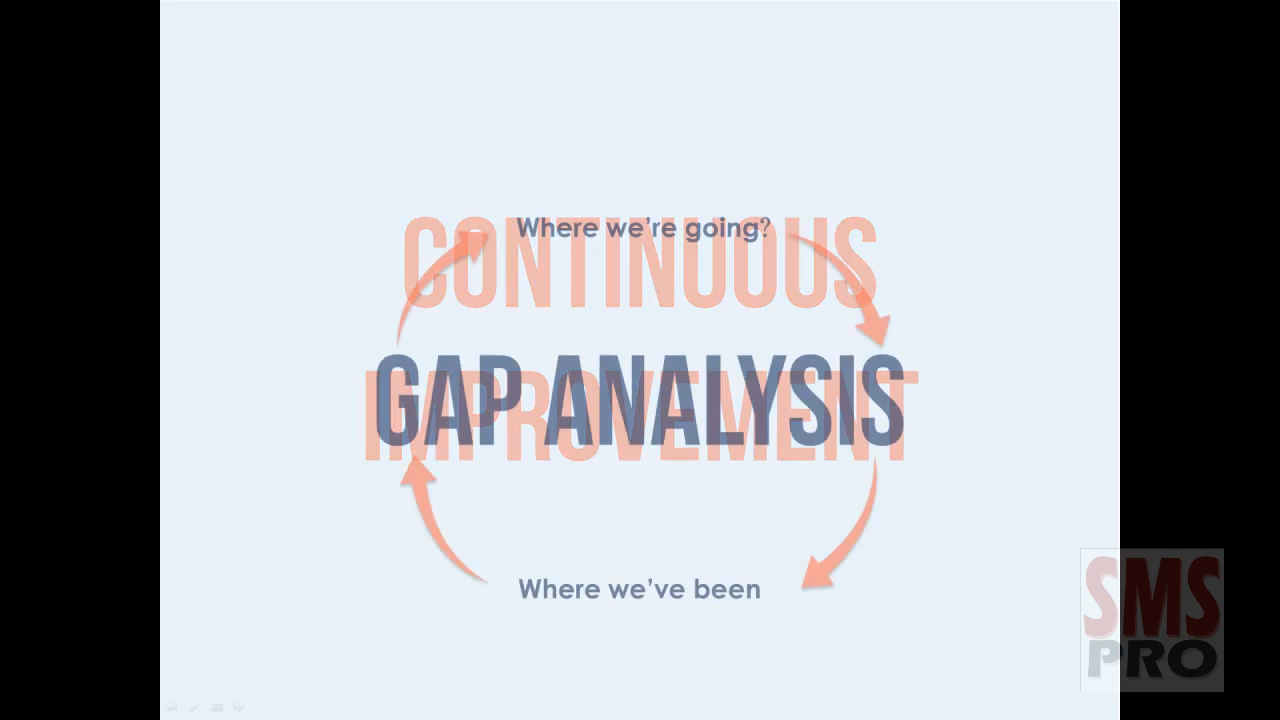 Where we're going?
CONTINUOUS
GAP ANALYSIS
IMPROVEMENT
Where we've been
SMS
PRO